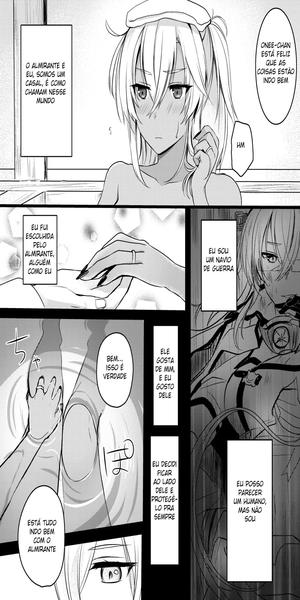 ONEE-CHAN
ESTÁ FELIZ
QUE AS
COISAS ESTÃO
INDO BEM
O ALMIRANTE É
EU, SOMOS UM
CASAL, É COMO
CHAMAM NESSE
MUNDO
HM
EU FUI
ESCOLHIDA
PELO
ALMIRANTE,
ALGUÉM
COMO EU
EU SOU
UM NAVIO
DE GUERRA
BEM...
ISSO É
VERDADE
ELE
GOSTA
DE MIM,
E EU
GOSTO
DELE
EU DECIDI
FICAR
AO LADO
DELE E
PROTEGÊ-
LO PRA
SEMPRE
EU POSSO
PARECER
UM HUMANO,
MAS NÃO
SOU
ESTÁ TUDO
INDO BEM
COM O
ALMIRANTE